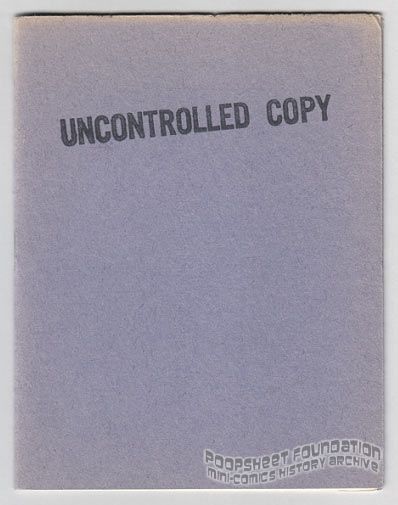 UNCONTROLLED COPY
POOPSHEET FOUNDATION
MINI-COMICS HISTORY ARCHIVE